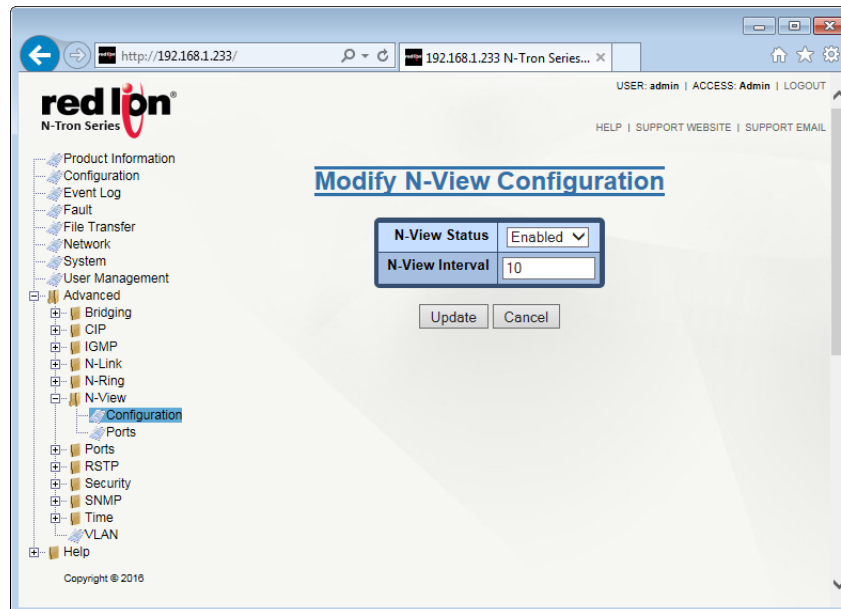 http://192.168.1.233/
192.168.1.233 N-Tron Series...
USER: admin | ACCESS: Admin | LOGOUT
red lion®
N-Tron Series
HELP | SUPPORT WEBSITE | SUPPORT EMAIL
Product Information
Configuration
Event Log
Fault
File Transfer
Network
System
User Management
Advanced
Bridging
CIP
IGMP
N-Link
N-Ring
N-View
Configuration
Ports
Ports
RSTP
Security
SNMP
Time
VLAN
Help
Copyright © 2016
Modify N-View Configuration
N-View Status Enabled
N-View Interval 10
Update Cancel